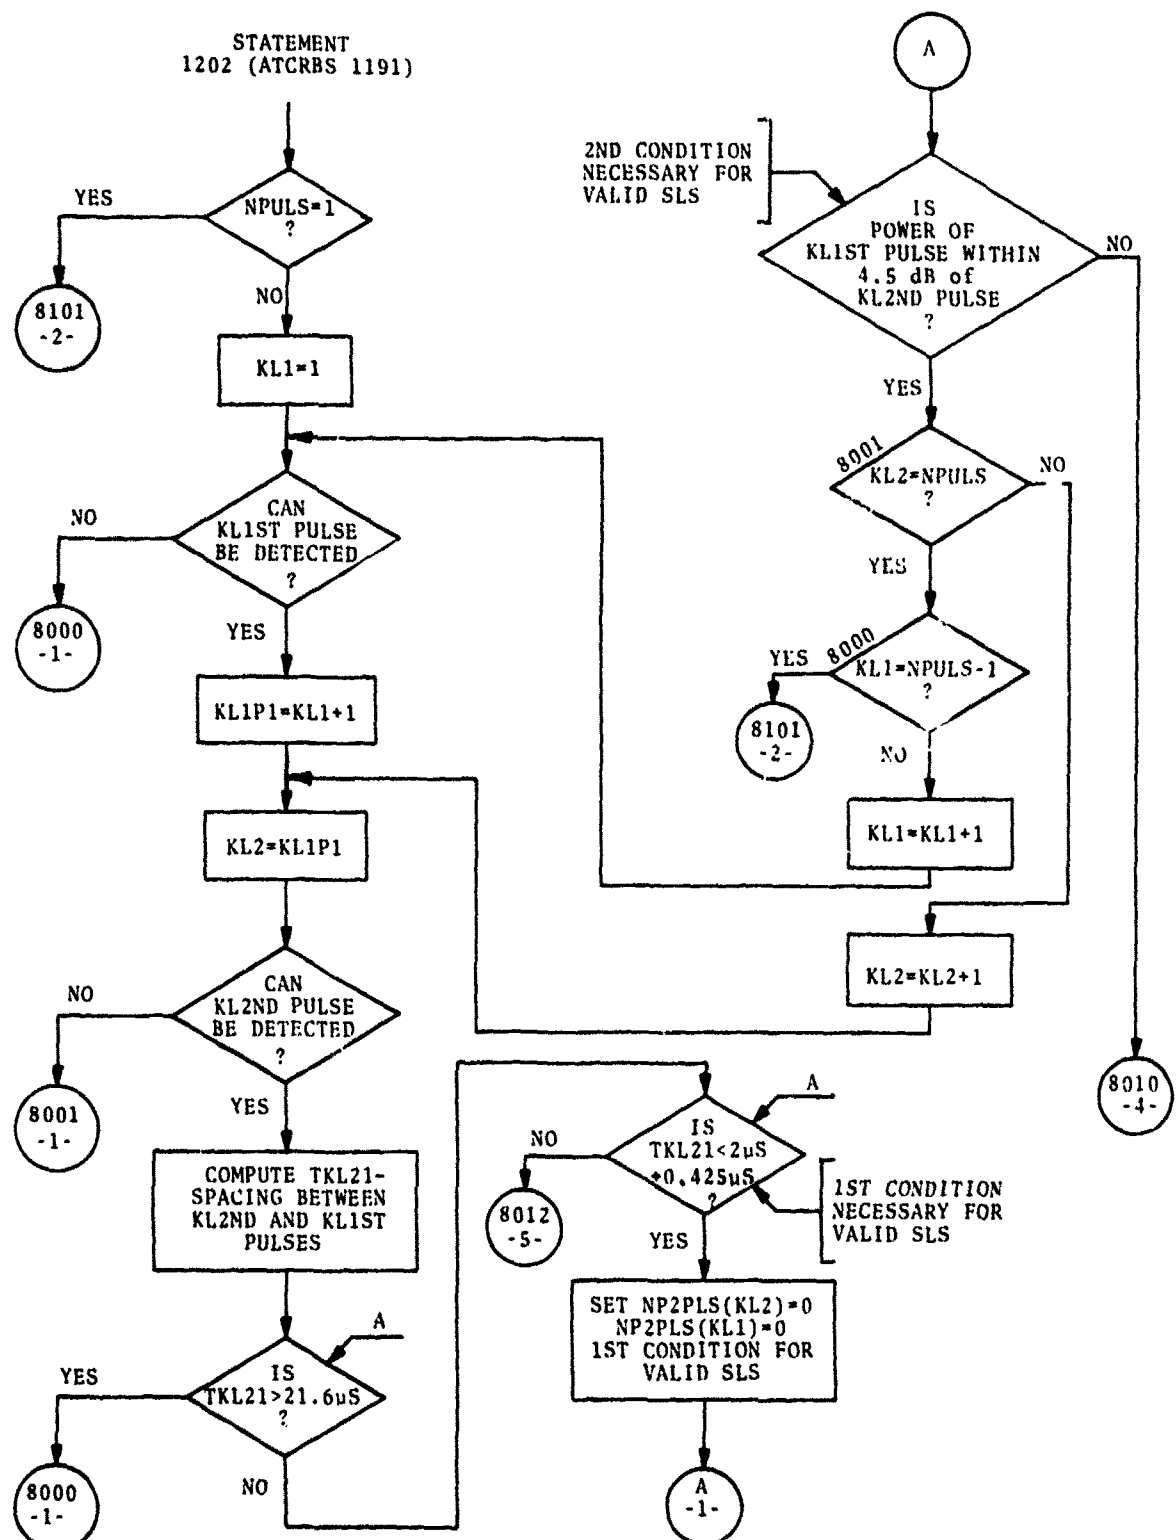 STATEMENT
1202 (ATCRBS 1191)
NPULS=1
?
YES
8101
-2-
NO
KL1=1
CAN
KL1ST PULSE
BE DETECTED
?
NO
8000
-1-
YES
KL1P1=KL1+1
KL2=KL1P1
CAN
KL2ND PULSE
BE DETECTED
?
NO
8001
-1-
YES
COMPUTE TKL21-
SPACING BETWEEN
KL2ND AND KL1ST
PULSES
A
IS
TKL21>21.6µS
?
YES
8000
-1-
NO
A
IS
TKL21<2µS
+0.425µS
?
NO
8012
-5-
1ST CONDITION
NECESSARY FOR
VALID SLS
YES
SET NP2PLS(KL2)=0
NP2PLS(KL1)=0
1ST CONDITION FOR
VALID SLS
A
-1-
A
2ND CONDITION
NECESSARY FOR
VALID SLS
IS
POWER OF
KL1ST PULSE WITHIN
4.5 dB of
KL2ND PULSE
?
NO
8010
-4-
YES
8001
KL2=NPULS
?
NO
YES
8000
KL1=NPULS-1
?
YES
8101
-2-
NO
KL1=KL1+1
KL2=KL2+1